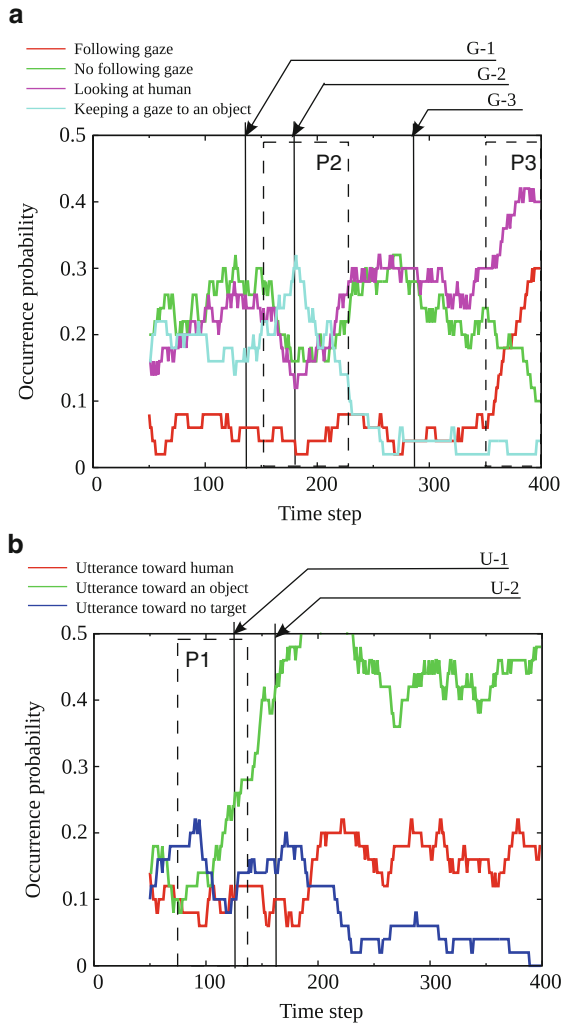 a
Following gaze
No following gaze
Looking at human
Keeping a gaze to an object
G-1
G-2
G-3
0.5
0.4
0.3
0.2
0.1
0
P2
P3
Occurrence probability
0 100 200 300 400
Time step
b
Utterance toward human
Utterance toward an object
Utterance toward no target
U-1
U-2
0.5
0.4
0.3
0.2
0.1
0
P1
Occurrence probability
0 100 200 300 400
Time step